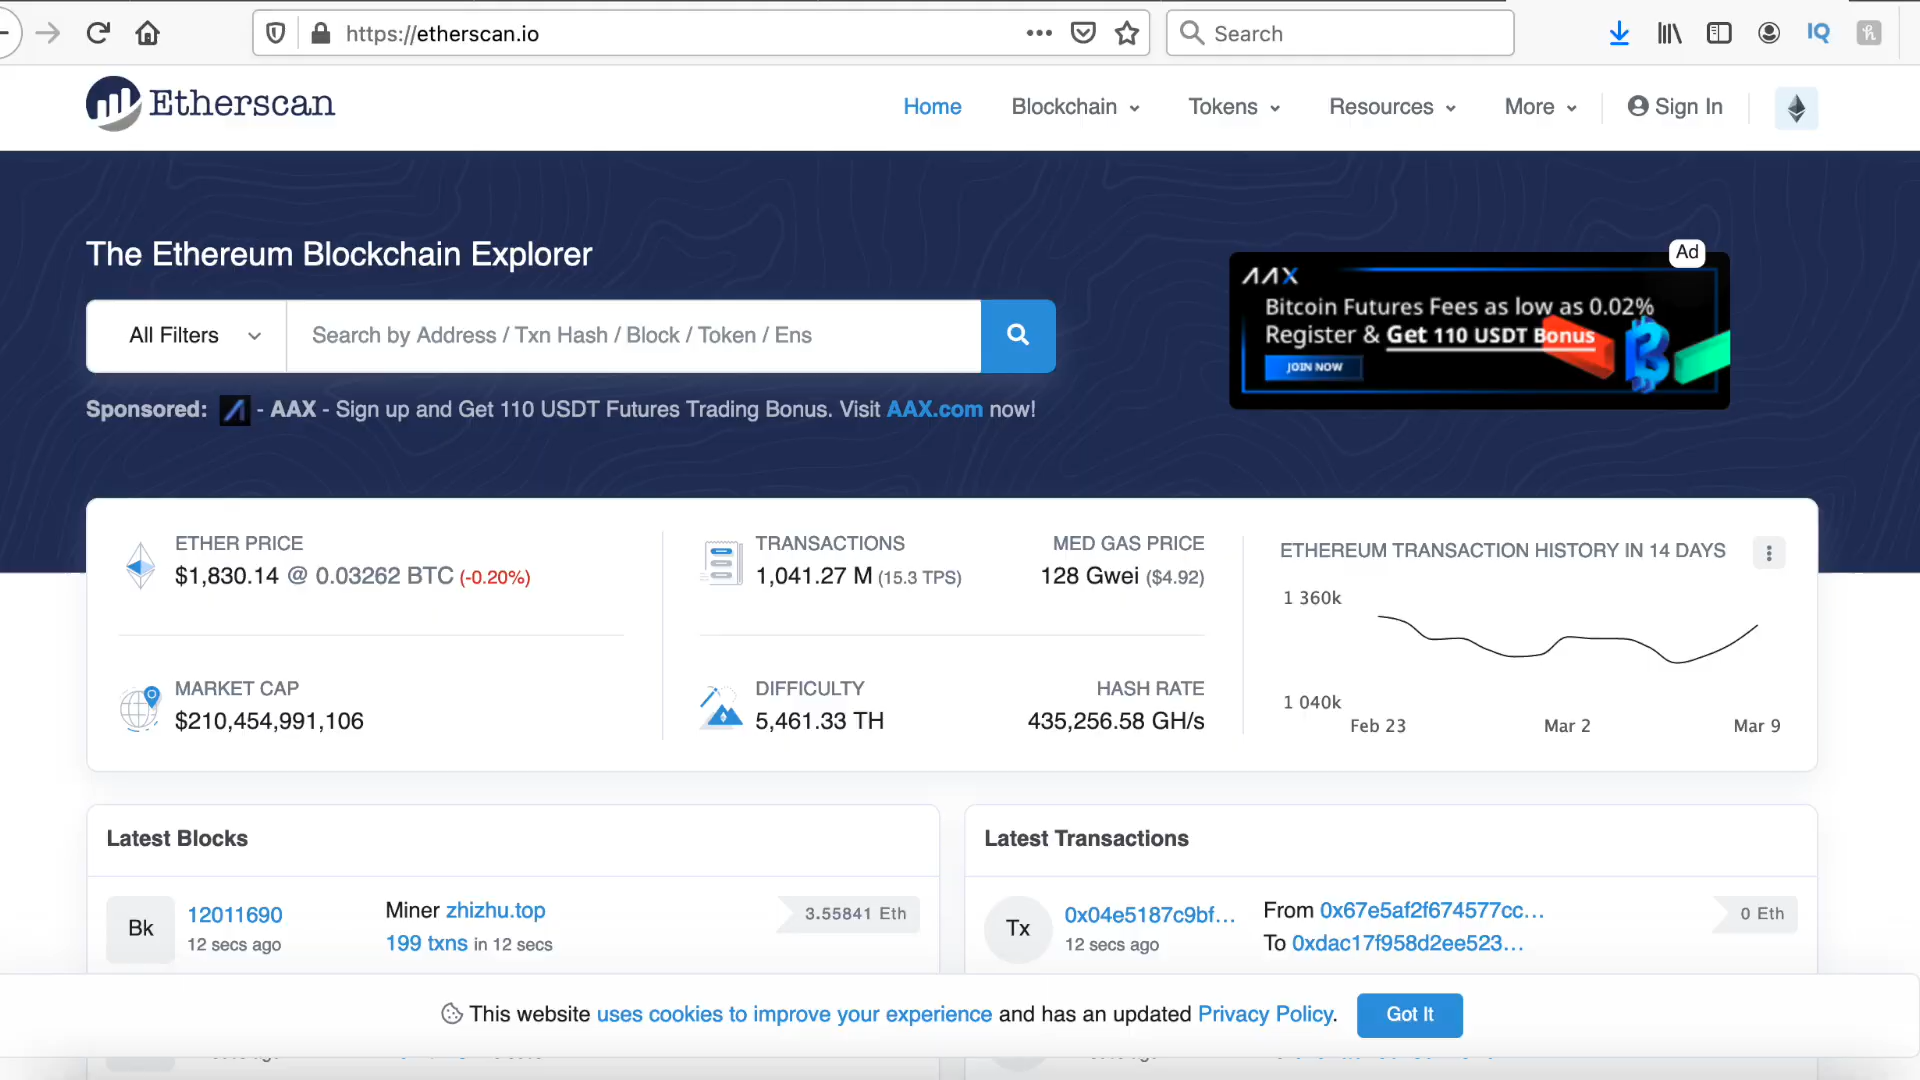 https://etherscan.io
Search
IQ
Etherscan
Home
Blockchain
Tokens
Resources
More
Sign In
The Ethereum Blockchain Explorer
All Filters
Search by Address / Txn Hash / Block / Token / Ens
Sponsored: - AAX - Sign up and Get 110 USDT Futures Trading Bonus. Visit AAX.com now!
Ad
AAX
Bitcoin Futures Fees as low as 0.02%
Register & Get 110 USDT Bonus
JOIN NOW
ETHER PRICE
$1,830.14 @ 0.03262 BTC (-0.20%)
MARKET CAP
$210,454,991,106
TRANSACTIONS
1,041.27 M (15.3 TPS)
MED GAS PRICE
128 Gwei ($4.92)
DIFFICULTY
5,461.33 TH
HASH RATE
435,256.58 GH/s
ETHEREUM TRANSACTION HISTORY IN 14 DAYS
1 360k
1 040k
Feb 23
Mar 2
Mar 9
Latest Blocks
Bk
12011690
12 secs ago
Miner zhizhu.top
199 txns in 12 secs
3.55841 Eth
Latest Transactions
Tx
0x04e5187c9bf...
12 secs ago
From 0x67e5af2f674577cc...
To 0xdac17f958d2ee523...
0 Eth
This website uses cookies to improve your experience and has an updated Privacy Policy.
Got It